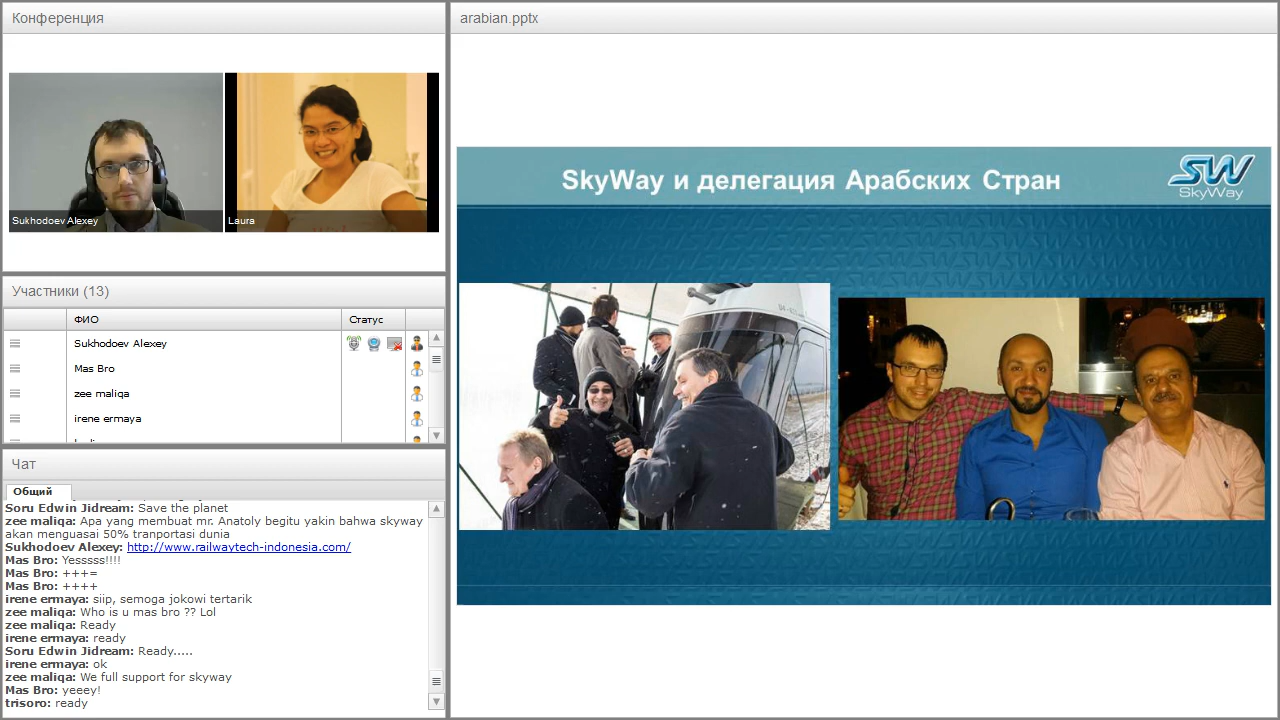 Конференция
Sukhodoev Alexey
Laura
Участники (13)
ФИО
Статус
Sukhodoev Alexey
Mas Bro
zee maliqa
irene ermaya
Чат
Общий
Soru Edwin Jidream: Save the planet
zee maliqa: Apa yang membuat mr. Anatoly begitu yakin bahwa skyway
akan menguasai 50% tranportasi dunia
Sukhodoev Alexey: http://www.railwaytech-indonesia.com/
Mas Bro: Yesssss!!!!
Mas Bro: +++=
Mas Bro: ++++
irene ermaya: siip, semoga jokowi tertarik
zee maliqa: Who is u mas bro ?? Lol
zee maliqa: Ready
irene ermaya: ready
Soru Edwin Jidream: Ready.....
irene ermaya: ok
zee maliqa: We full support for skyway
Mas Bro: yeeey!
trisoro: ready
arabian.pptx
SkyWay и делегация Арабских Стран
SW
SkyWay